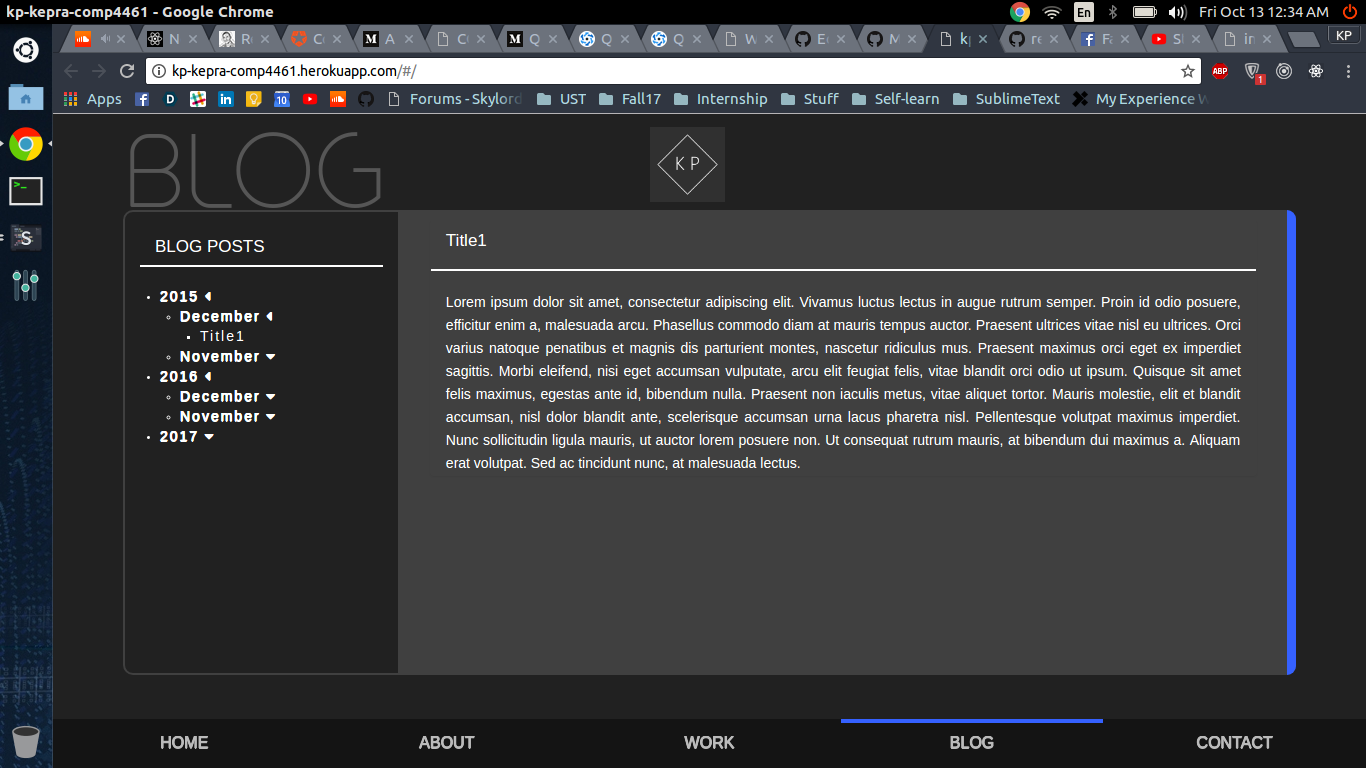 kp-kepra-comp4461 - Google Chrome
En
Fri Oct 13 12:34 AM
KP
kp-kepra-comp4461.herokuapp.com/#/
ABP
1
Apps
10
Forums - Skylord
UST
Fall17
Internship
Stuff
Self-learn
SublimeText
My Experience W
BLOG
K P
BLOG POSTS
2015
December
Title1
November
2016
December
November
2017
Title1
Lorem ipsum dolor sit amet, consectetur adipiscing elit. Vivamus luctus lectus in augue rutrum semper. Proin id odio posuere,
efficitur enim a, malesuada arcu. Phasellus commodo diam at mauris tempus auctor. Praesent ultrices vitae nisl eu ultrices. Orci
varius natoque penatibus et magnis dis parturient montes, nascetur ridiculus mus. Praesent maximus orci eget ex imperdiet
sagittis. Morbi eleifend, nisi eget accumsan vulputate, arcu elit feugiat felis, vitae blandit orci odio ut ipsum. Quisque sit amet
felis maximus, egestas ante id, bibendum nulla. Praesent non iaculis metus, vitae aliquet tortor. Mauris molestie, elit et blandit
accumsan, nisl dolor blandit ante, scelerisque accumsan urna lacus pharetra nisl. Pellentesque volutpat maximus imperdiet.
Nunc sollicitudin ligula mauris, ut auctor lorem posuere non. Ut consequat rutrum mauris, at bibendum dui maximus a. Aliquam
erat volutpat. Sed ac tincidunt nunc, at malesuada lectus.
HOME
ABOUT
WORK
BLOG
CONTACT